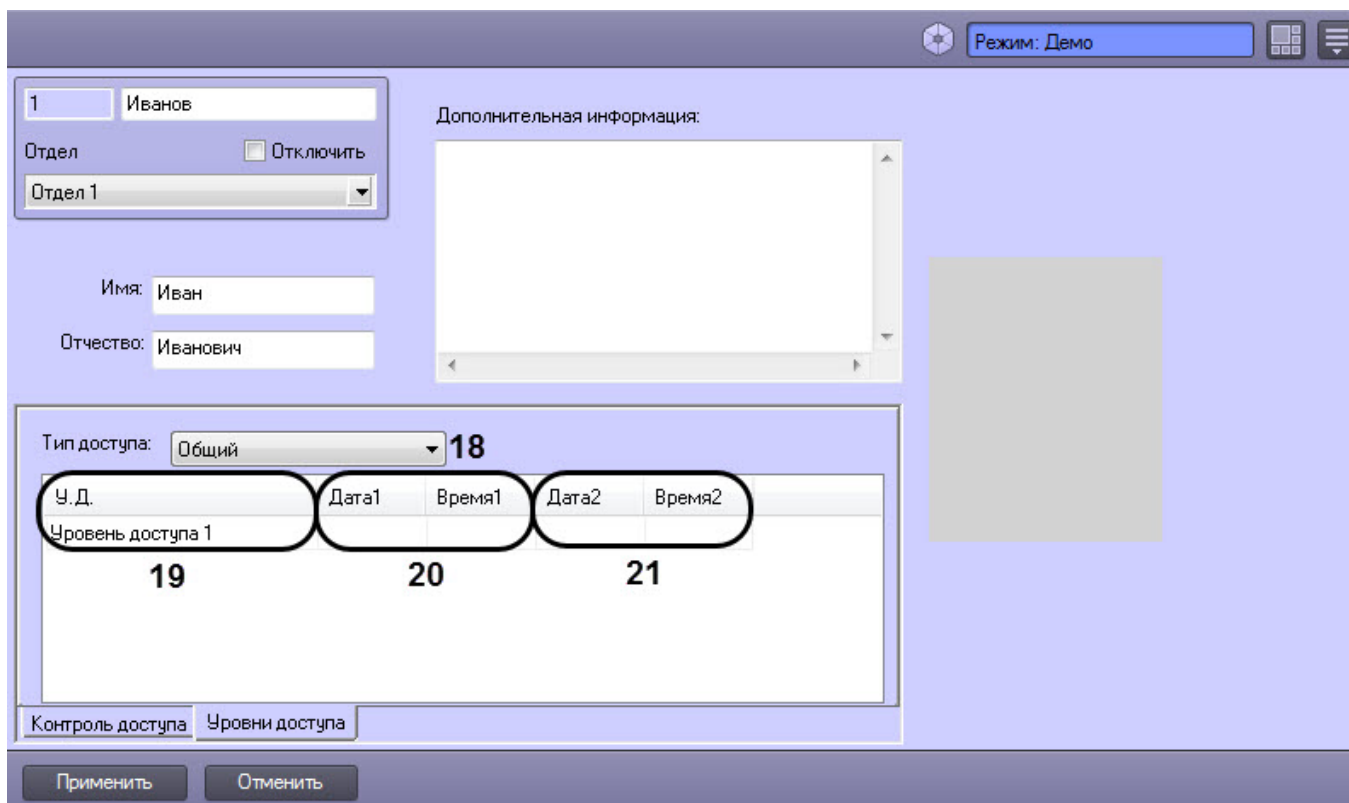 Режим: Демо
1 Иванов
Отдел Отключить
Отдел 1
Имя: Иван
Отчество: Иванович
Дополнительная информация:
Тип доступа: Общий 18
У.Д. Дата1 Время1 Дата2 Время2
Уровень доступа 1
19 20 21
Контроль доступа Уровни доступа
Применить Отменить